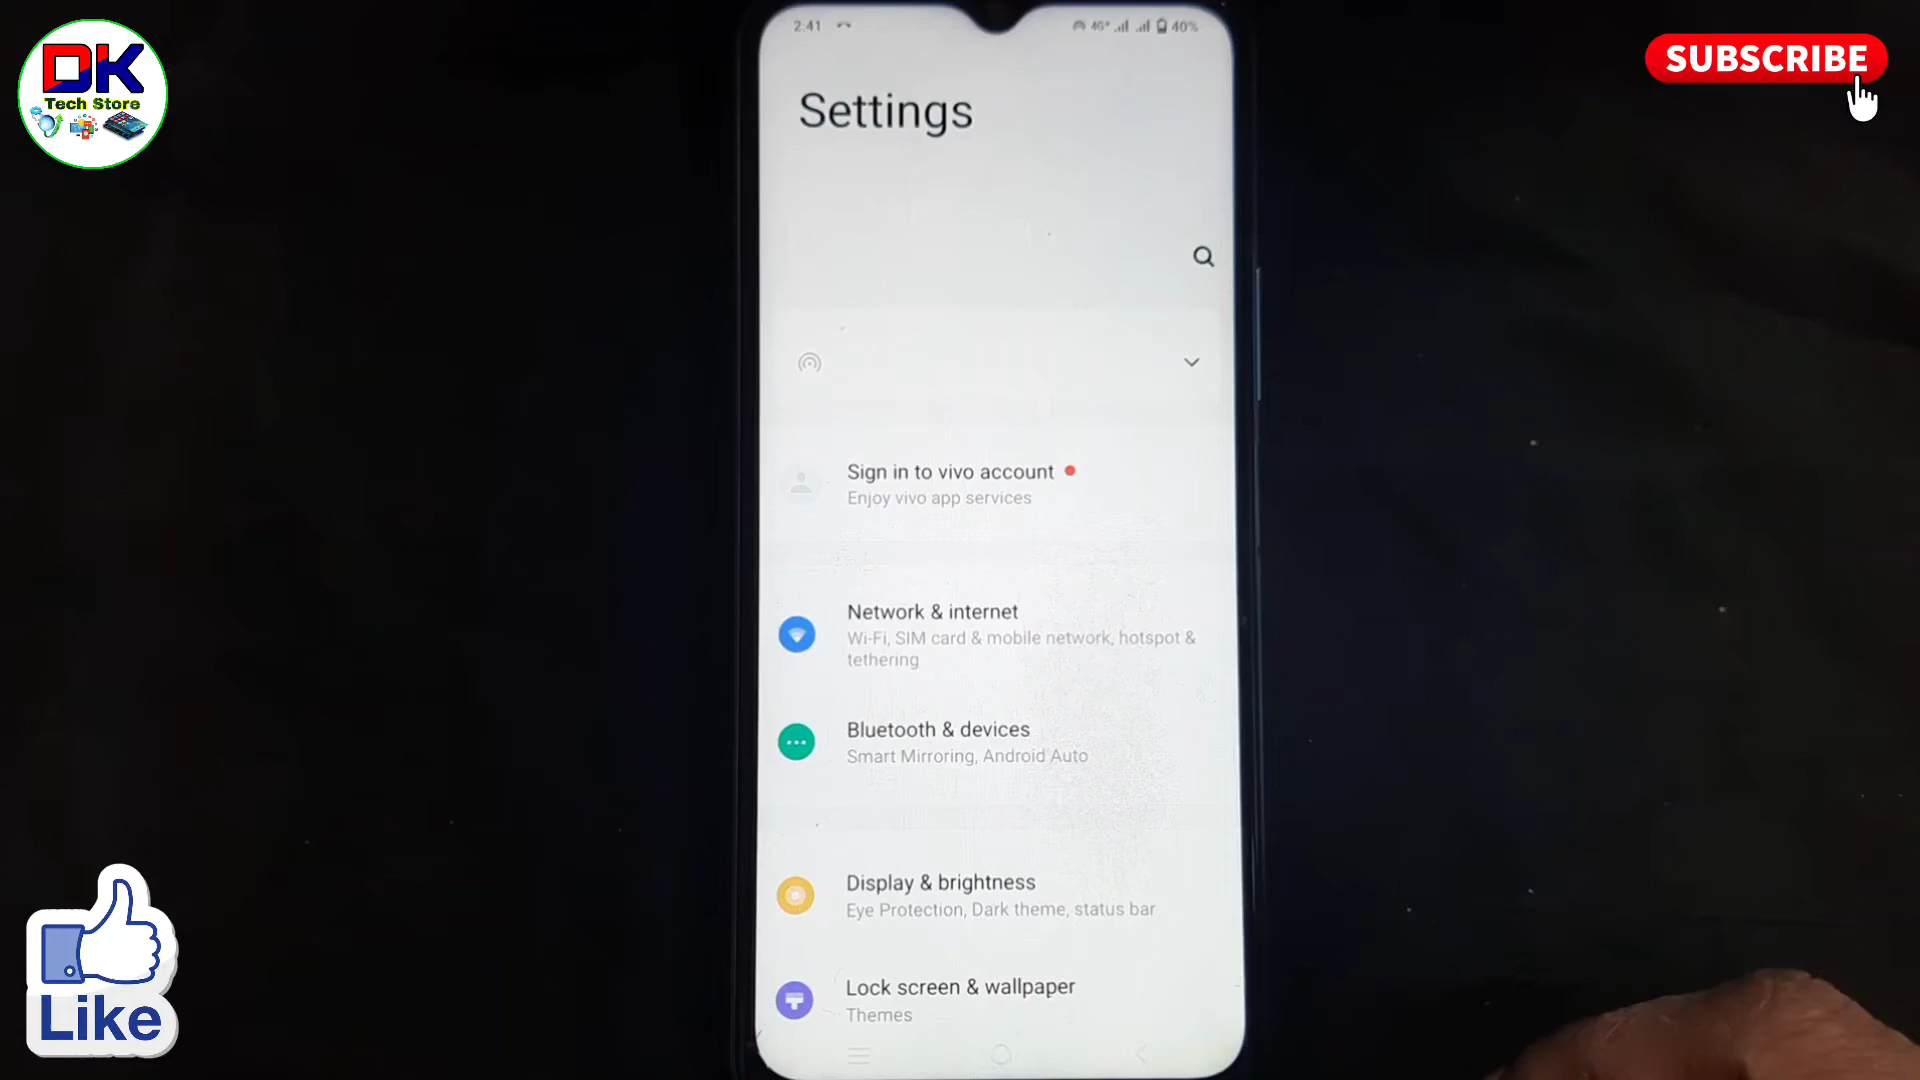 DK
Tech Store
SUBSCRIBE
2:41
4G+
40%
Settings
Sign in to vivo account
Enjoy vivo app services
Network & internet
Wi-Fi, SIM card & mobile network, hotspot &
tethering
Bluetooth & devices
Smart Mirroring, Android Auto
Display & brightness
Eye Protection, Dark theme, status bar
Lock screen & wallpaper
Themes
Like